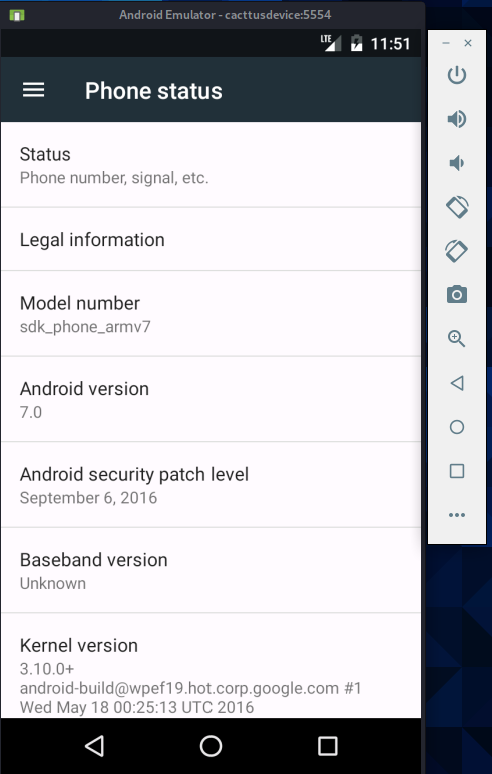 Android Emulator - cacttusdevice:5554
LTE 11:51
Phone status
Status
Phone number, signal, etc.
Legal information
Model number
sdk_phone_armv7
Android version
7.0
Android security patch level
September 6, 2016
Baseband version
Unknown
Kernel version
3.10.0+
android-build@wpef19.hot.corp.google.com #1
Wed May 18 00:25:13 UTC 2016